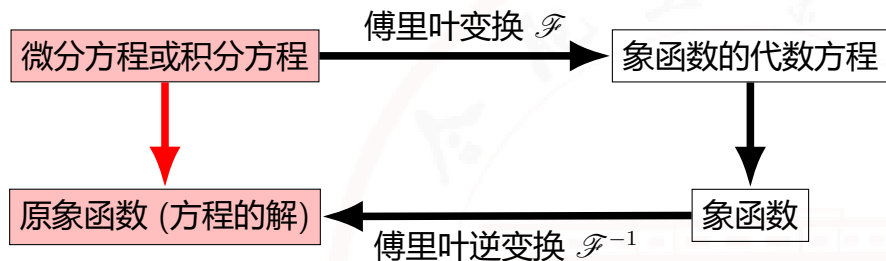 傅里叶变换 ℱ
微分方程或积分方程
象函数的代数方程
原象函数 (方程的解)
象函数
傅里叶逆变换 ℱ⁻¹